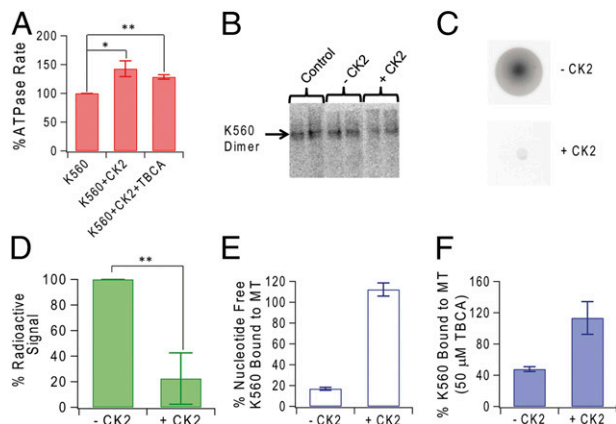 A
%ATPase Rate
200
150
100
50
0
*
**
K560
K560+CK2
K560+CK2+TBCA
B
Control
- CK2
+ CK2
K560
Dimer
C
- CK2
+ CK2
D
% Radioactive
Signal
100
80
60
40
20
0
**
- CK2
+ CK2
E
% Nucleotide Free
K560 Bound to MT
120
100
80
60
40
20
0
- CK2
+ CK2
F
% K560 Bound to MT
(50 µM TBCA)
160
120
80
40
0
- CK2
+ CK2